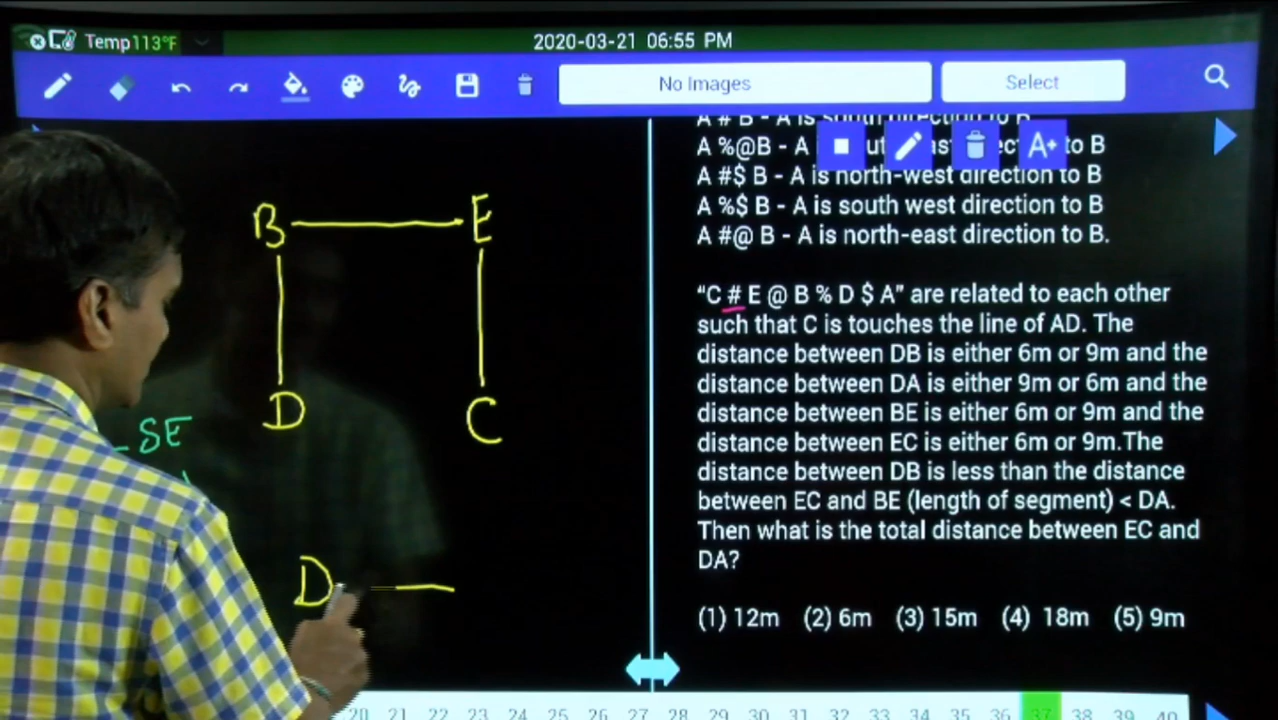 Temp 113°F
2020-03-21 06:55 PM
No Images
Select
A # B - A is south direction to B
A %@B - A to B
A+
A #$ B - A is north-west direction to B
A %$ B - A is south west direction to B
A #@ B - A is north-east direction to B.
“C # E @ B % D $ A” are related to each other
such that C is touches the line of AD. The
distance between DB is either 6m or 9m and the
distance between DA is either 9m or 6m and the
distance between BE is either 6m or 9m and the
distance between EC is either 6m or 9m.The
distance between DB is less than the distance
between EC and BE (length of segment) < DA.
Then what is the total distance between EC and
DA?
(1) 12m (2) 6m (3) 15m (4) 18m (5) 9m
B E
D C
SE
D
20 21 22 23 24 25 26 27 28 29 30 31 32 33 34 35 36 37 38 39 40